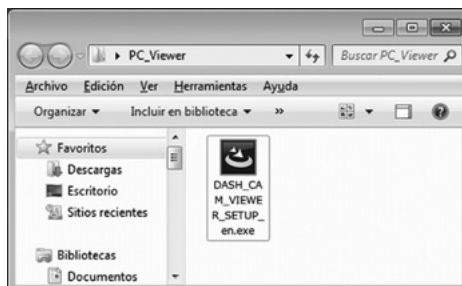 PC_Viewer
Buscar PC_Viewer
Archivo Edición Ver Herramientas Ayuda
Organizar Incluir en biblioteca »
Favoritos
Descargas
Escritorio
Sitios recientes
Bibliotecas
Documentos
DASH_CA
M_VIEWE
R_SETUP_
en.exe